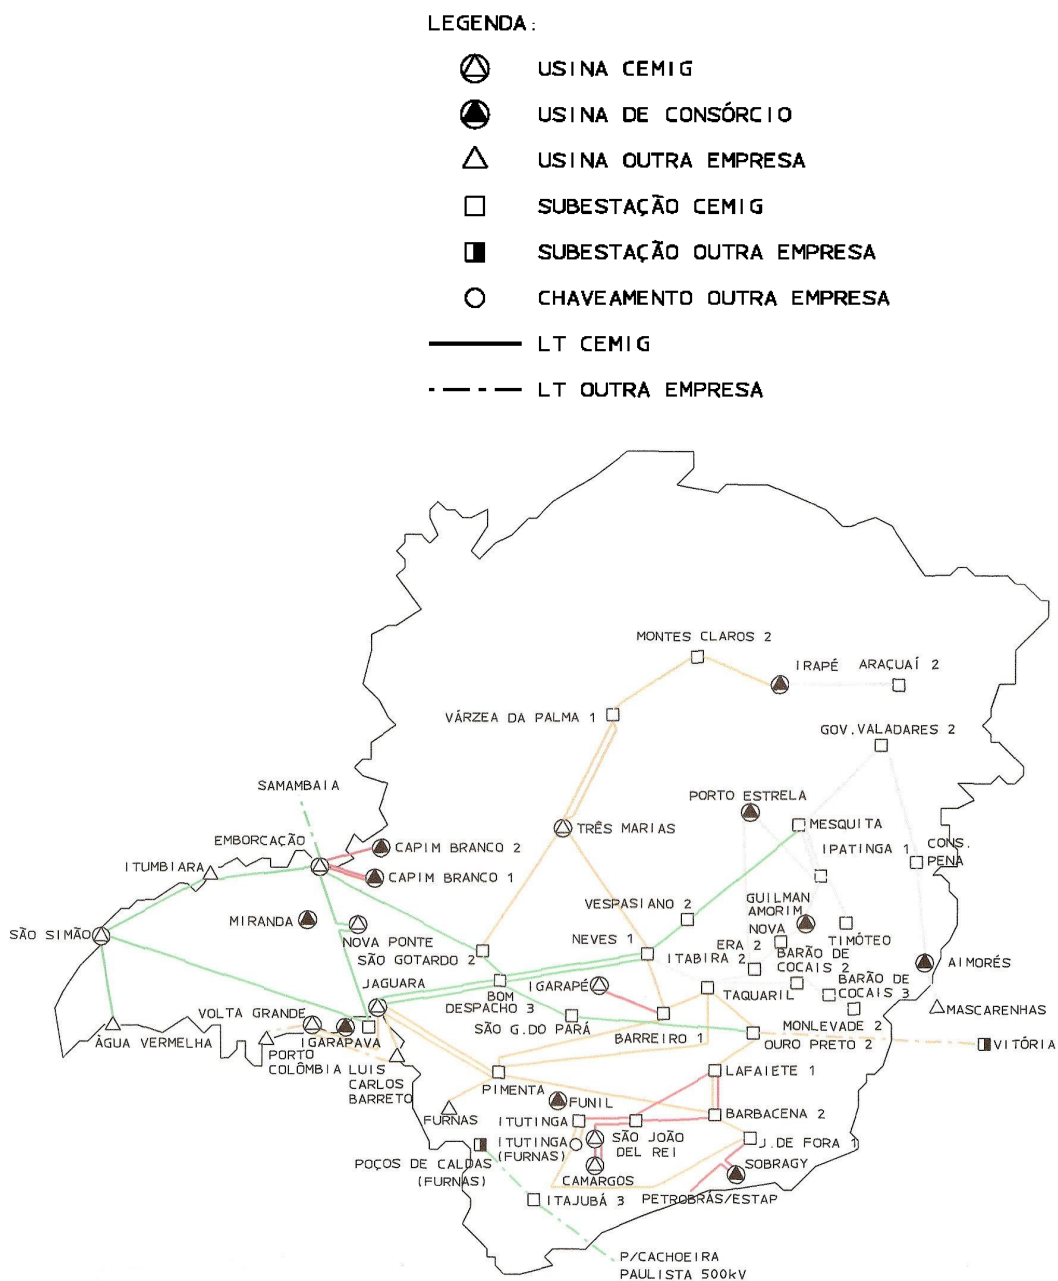 LEGENDA:
USINA CEMIG
USINA DE CONSÓRCIO
USINA OUTRA EMPRESA
SUBESTAÇÃO CEMIG
SUBESTAÇÃO OUTRA EMPRESA
CHAVEAMENTO OUTRA EMPRESA
LT CEMIG
LT OUTRA EMPRESA
MONTES CLAROS 2
IRAPÉ
ARAÇUAÍ 2
VÁRZEA DA PALMA 1
GOV.VALADARES 2
SAMAMBAIA
PORTO ESTRELA
EMBORCAÇÃO
TRÊS MARIAS
MESQUITA
CAPIM BRANCO 2
IPATINGA 1
CONS.
PENA
ITUMBIARA
CAPIM BRANCO 1
VESPASIANO 2
GUILMAN
AMORIM
MIRANDA
SÃO SIMÃO
NOVA PONTE
NOVA
ERA 2
TIMÓTEO
SÃO GOTARDO 2
NEVES 1
ITABIRA 2
BARÃO DE
COCAIS 2
AIMORÉS
JAGUARA
IGARAPÉ
TAQUARIL
BARÃO DE
COCAIS 3
BOM
DESPACHO 3
MASCARENHAS
VOLTA GRANDE
SÃO G.DO PARÁ
MONLEVADE 2
ÁGUA VERMELHA
IGARAPAVA
BARREIRO 1
OURO PRETO 2
VITÓRIA
PORTO
COLÔMBIA
LUIS
CARLOS
BARRETO
PIMENTA
LAFAIETE 1
FURNAS
FUNIL
ITUTINGA
BARBACENA 2
ITUTINGA
(FURNAS)
SÃO JOÃO
DEL REI
J.DE FORA 1
POÇOS DE CALDAS
(FURNAS)
CAMARGOS
SOBRAGY
ITAJUBÁ 3
PETROBRÁS/ESTAP
P/CACHOEIRA
PAULISTA 500kV